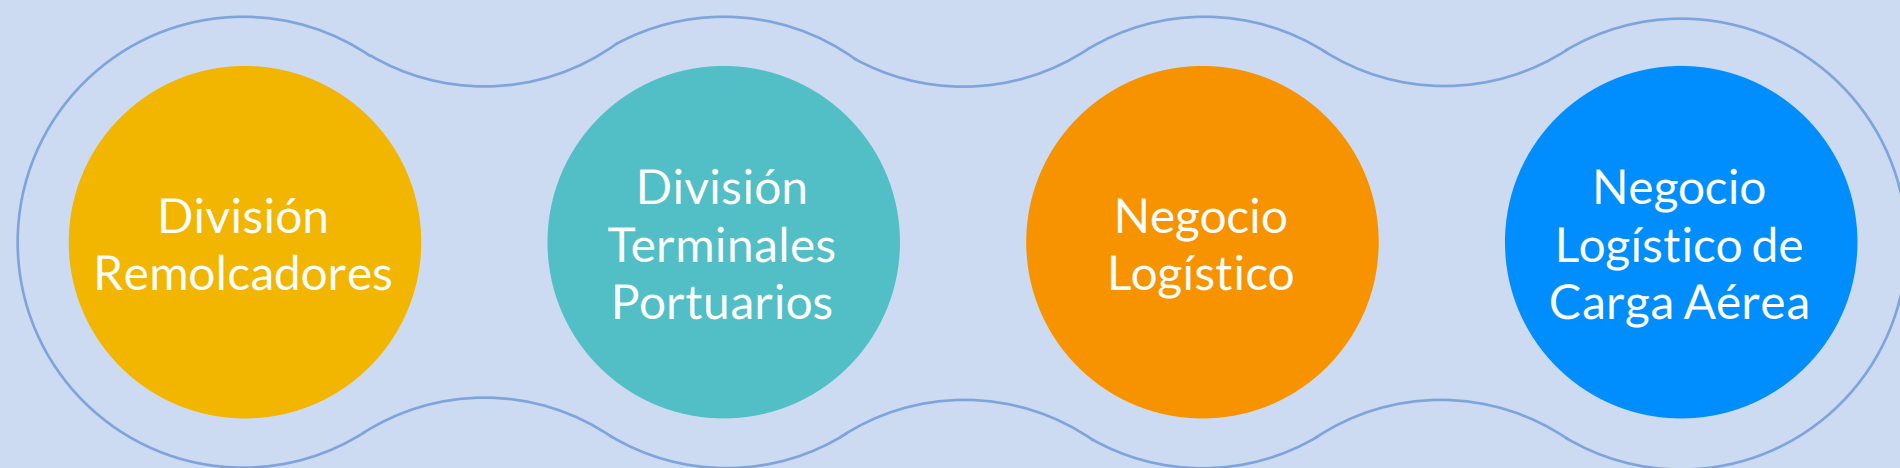 División
Remolcadores
División
Terminales
Portuarios
Negocio
Logístico
Negocio
Logístico de
Carga Aérea